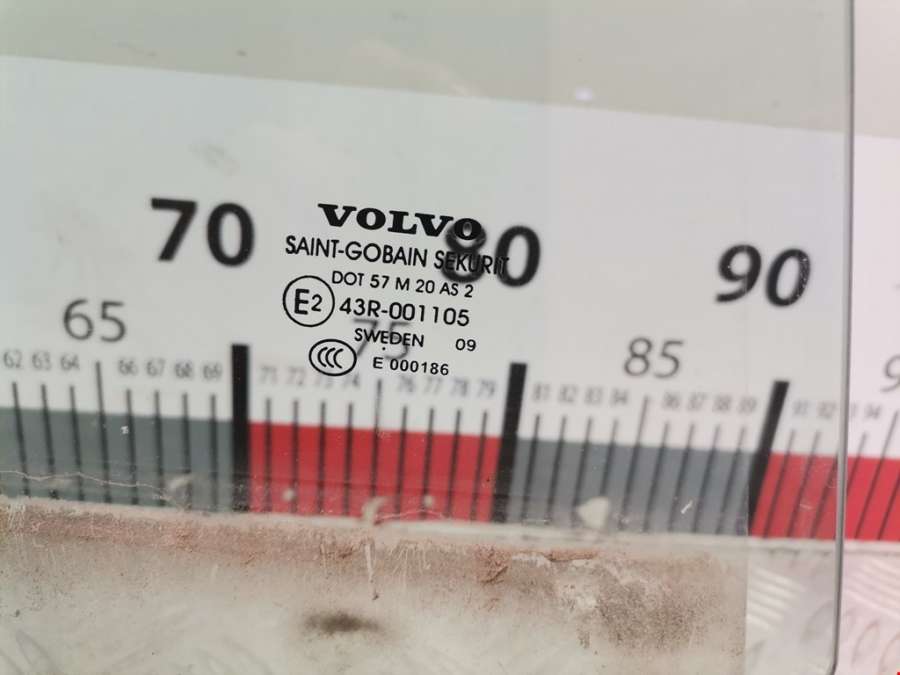 VOLVO
SAINT-GOBAIN SEKURIT
DOT 57 M 20 AS 2
E2 43R-001105
SWEDEN 09
CCC E 000186
70 80 90
65 75 85
62 63 64 66 67 68 69 71 72 73 74 76 77 78 79 81 82 83 84 86 87 88 89 91 92 94